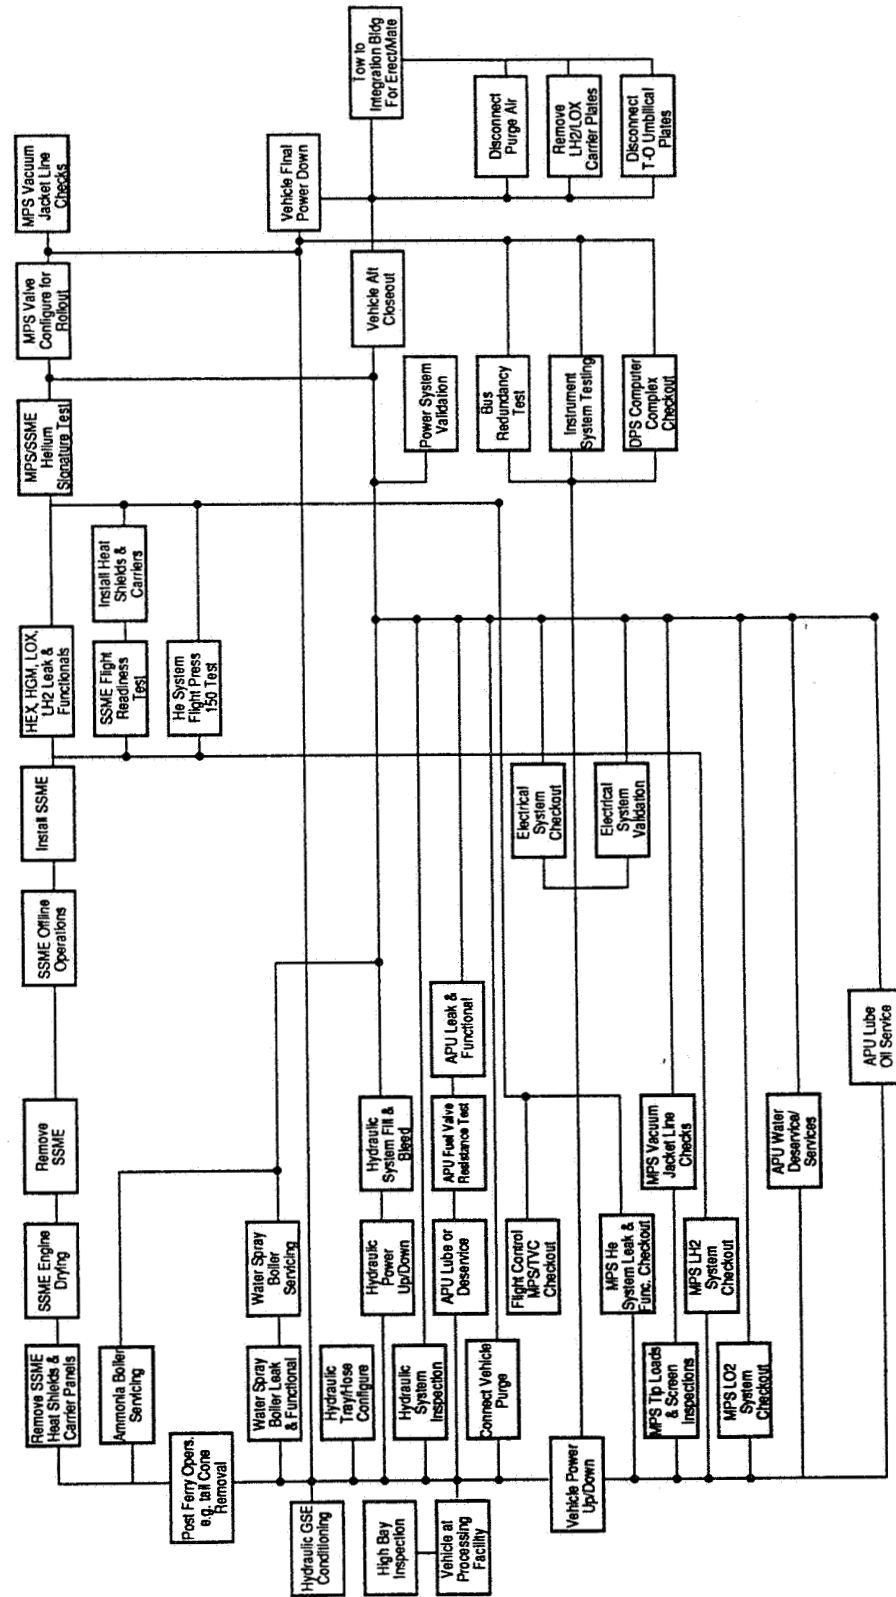 Remove SSME
Heat Shields &
Carrier Panels
SSME Engine
Drying
Remove
SSME
SSME Offline
Operations
Install SSME
HEX, HGM, LOX,
LH2 Leak &
Functionals
MPS/SSME
Helium
Signature Test
MPS Valve
Configure for
Rollout
MPS Vacuum
Jacket Line
Checks
Ammonia Boiler
Servicing
SSME Flight
Readiness
Test
Install Heat
Shields &
Carriers
Post Ferry Opers.
e.g. tail Cone
Removal
He System
Flight Press
150 Test
Water Spray
Boiler Leak
& Functional
Water Spray
Boiler
Servicing
Vehicle Final
Power Down
Hydraulic GSE
Conditioning
Hydraulic
Tray/Hose
Configure
High Bay
Inspection
Hydraulic
Power
Up/Down
Hydraulic
System Fill &
Bleed
Vehicle Aft
Closeout
Tow to
Integration Bldg
For Erect/Mate
Hydraulic
System
Inspection
Power System
Validation
Vehicle at
Processing
Facility
APU Lube or
Deservice
APU Fuel Valve
Resistance Test
APU Leak &
Functional
Connect Vehicle
Purge
Bus
Redundancy
Test
Disconnect
Purge Air
Flight Control
MPS/TVC
Checkout
Electrical
System
Checkout
Vehicle Power
Up/Down
Instrument
System Testing
Remove
LH2/LOX
Carrier Plates
MPS He
System Leak &
Func. Checkout
Electrical
System
Validation
DPS Computer
Complex
Checkout
Disconnect
T-O Umbilical
Plates
MPS Tip Loads
& Screen
Inspections
MPS Vacuum
Jacket Line
Checks
MPS LH2
System
Checkout
MPS LO2
System
Checkout
APU Water
Deservice/
Services
APU Lube
Oil Service